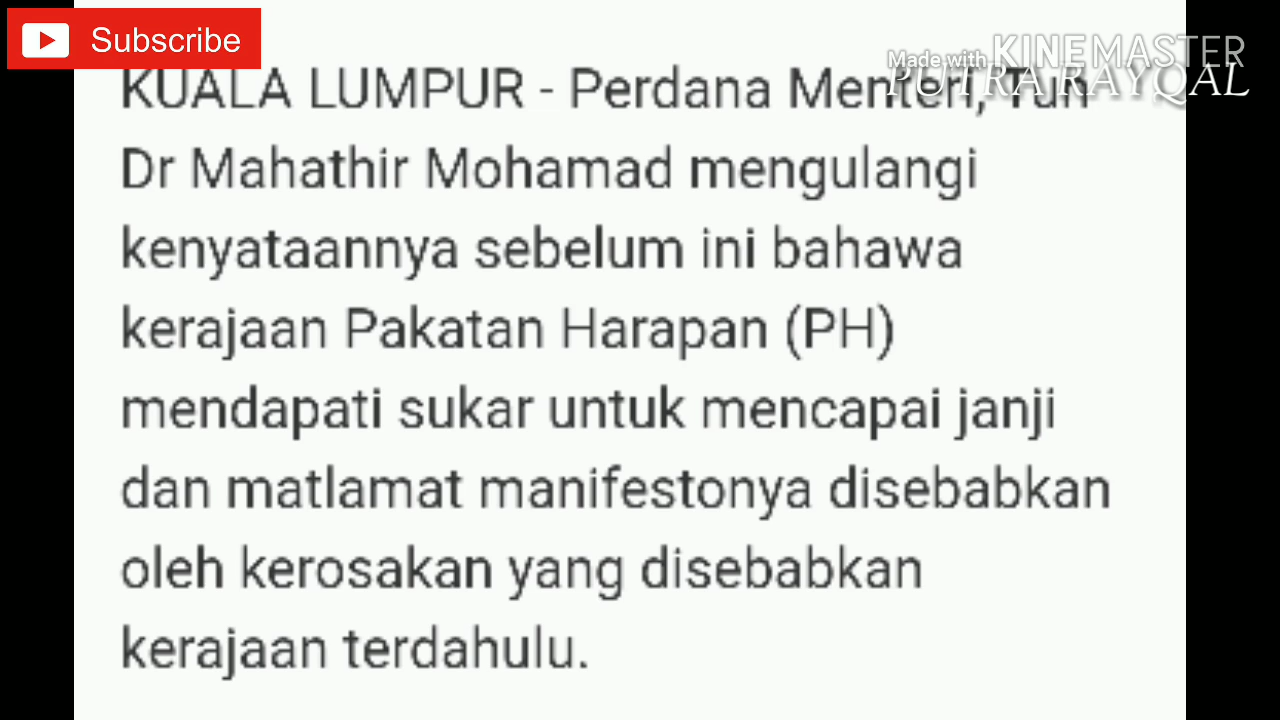 Subscribe
Made with KINEMASTER
PUTRA RAYQAL
KUALA LUMPUR - Perdana Menteri, Tun
Dr Mahathir Mohamad mengulangi
kenyataannya sebelum ini bahawa
kerajaan Pakatan Harapan (PH)
mendapati sukar untuk mencapai janji
dan matlamat manifestonya disebabkan
oleh kerosakan yang disebabkan
kerajaan terdahulu.